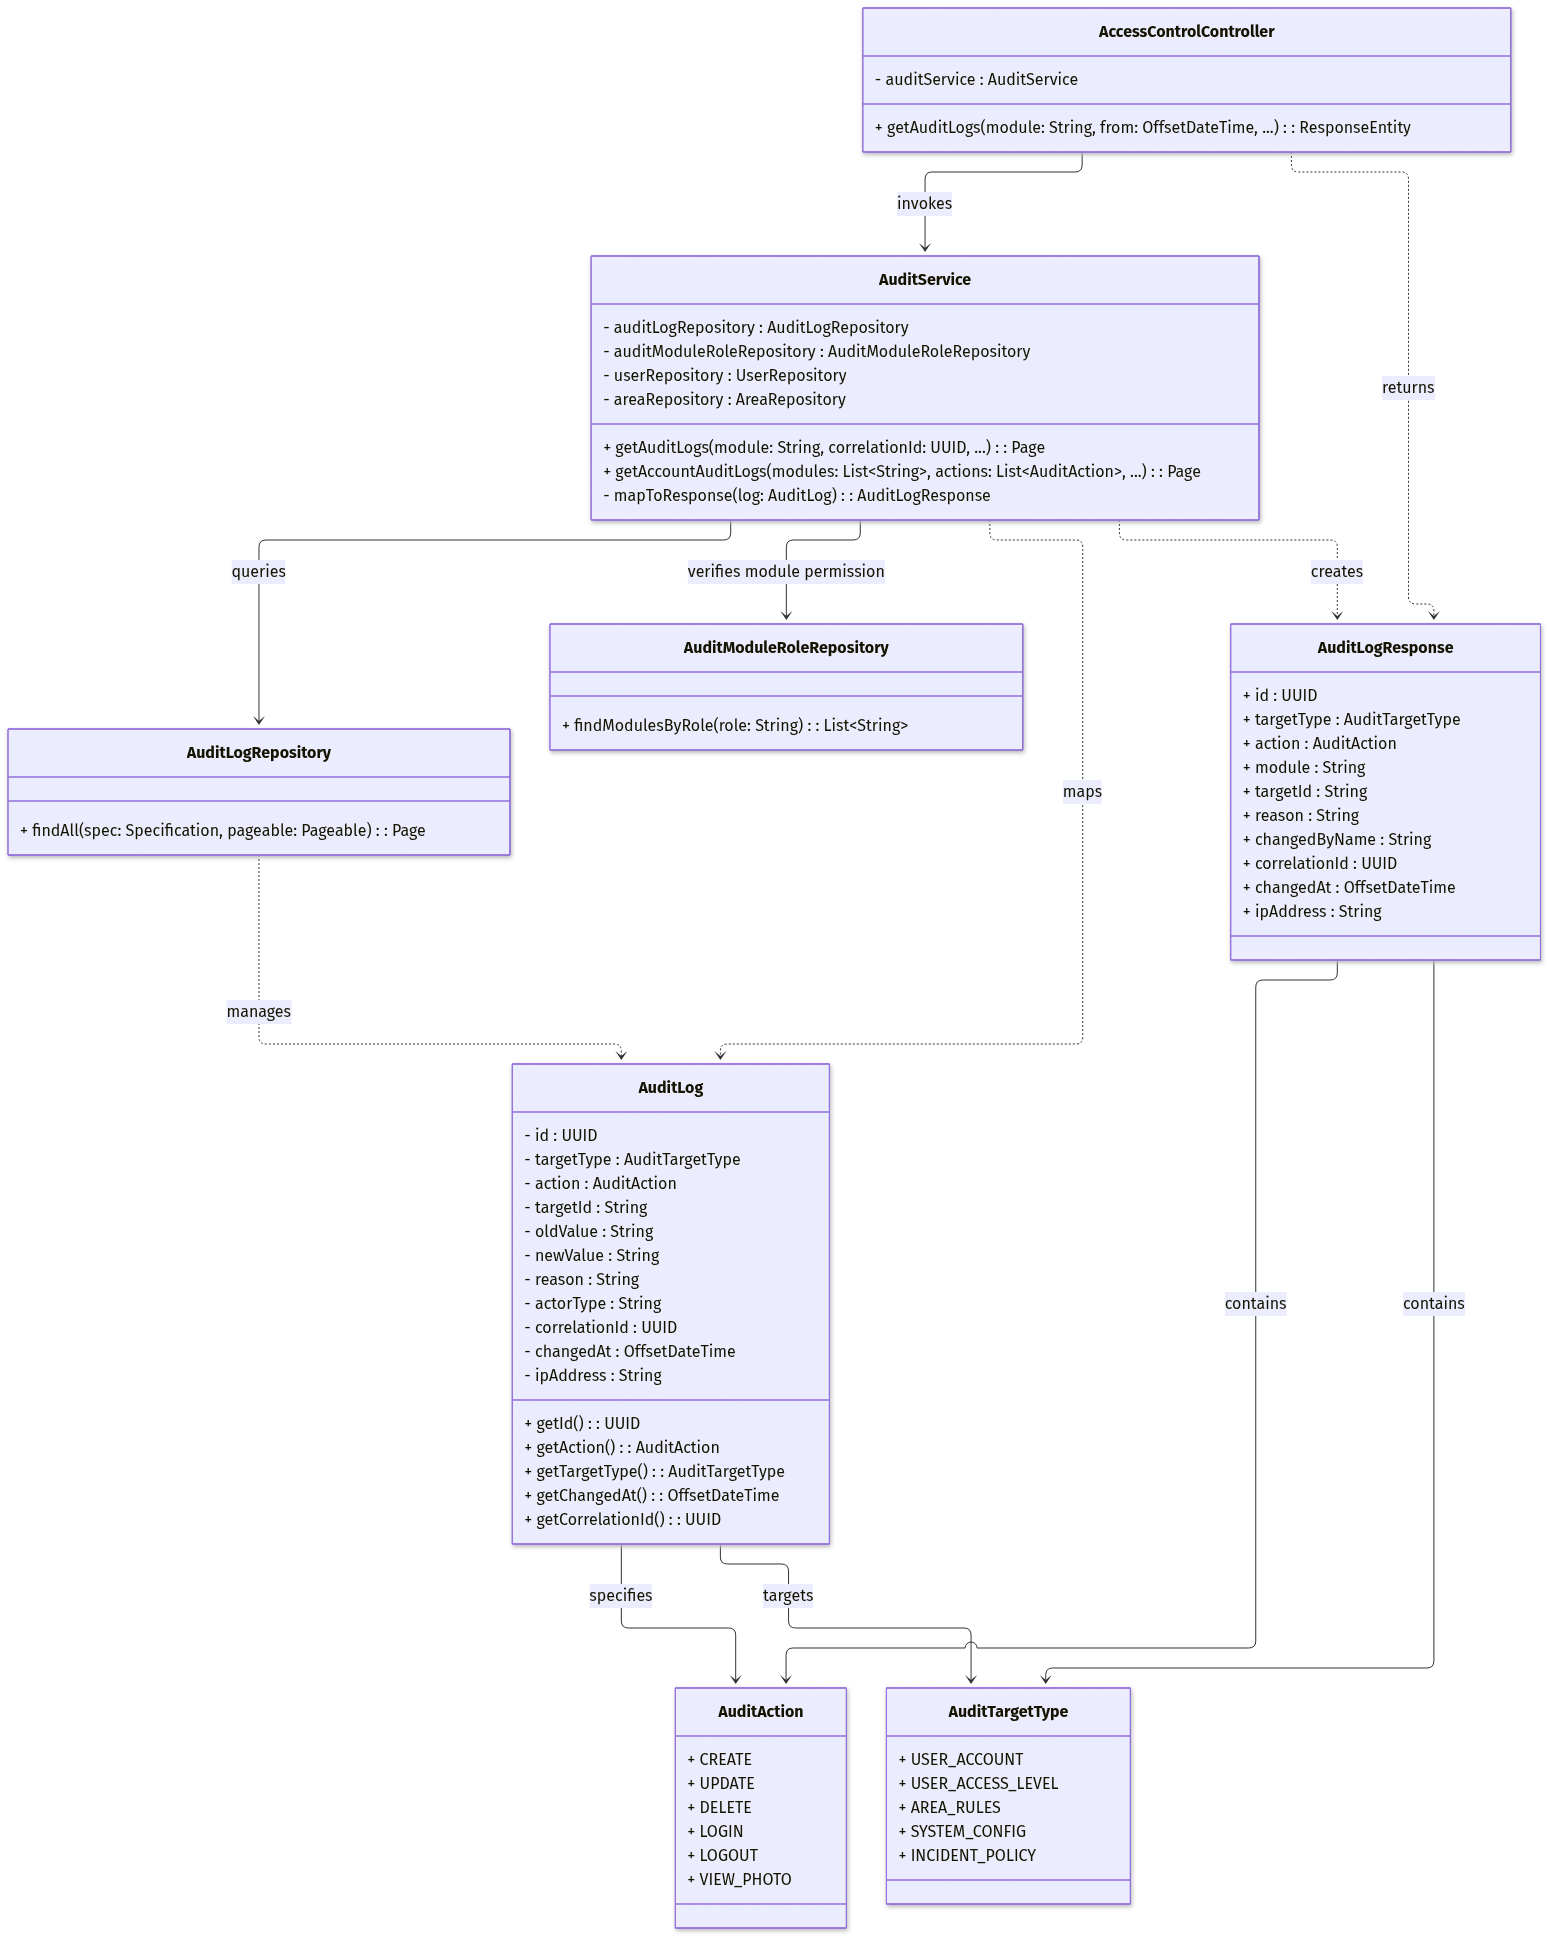 AccessControlController
- auditService : AuditService
+ getAuditLogs(module: String, from: OffsetDateTime, ...) : : ResponseEntity
invokes
returns
AuditService
- auditLogRepository : AuditLogRepository
- auditModuleRoleRepository : AuditModuleRoleRepository
- userRepository : UserRepository
- areaRepository : AreaRepository
+ getAuditLogs(module: String, correlationId: UUID, ...) : : Page
+ getAccountAuditLogs(modules: List<String>, actions: List<AuditAction>, ...) : : Page
- mapToResponse(log: AuditLog) : : AuditLogResponse
queries
verifies module permission
maps
creates
AuditLogRepository
+ findAll(spec: Specification, pageable: Pageable) : : Page
AuditModuleRoleRepository
+ findModulesByRole(role: String) : : List<String>
AuditLogResponse
+ id : UUID
+ targetType : AuditTargetType
+ action : AuditAction
+ module : String
+ targetId : String
+ reason : String
+ changedByName : String
+ correlationId : UUID
+ changedAt : OffsetDateTime
+ ipAddress : String
manages
AuditLog
- id : UUID
- targetType : AuditTargetType
- action : AuditAction
- targetId : String
- oldValue : String
- newValue : String
- reason : String
- actorType : String
- correlationId : UUID
- changedAt : OffsetDateTime
- ipAddress : String
+ getId() : : UUID
+ getAction() : : AuditAction
+ getTargetType() : : AuditTargetType
+ getChangedAt() : : OffsetDateTime
+ getCorrelationId() : : UUID
contains
contains
specifies
targets
AuditAction
+ CREATE
+ UPDATE
+ DELETE
+ LOGIN
+ LOGOUT
+ VIEW_PHOTO
AuditTargetType
+ USER_ACCOUNT
+ USER_ACCESS_LEVEL
+ AREA_RULES
+ SYSTEM_CONFIG
+ INCIDENT_POLICY